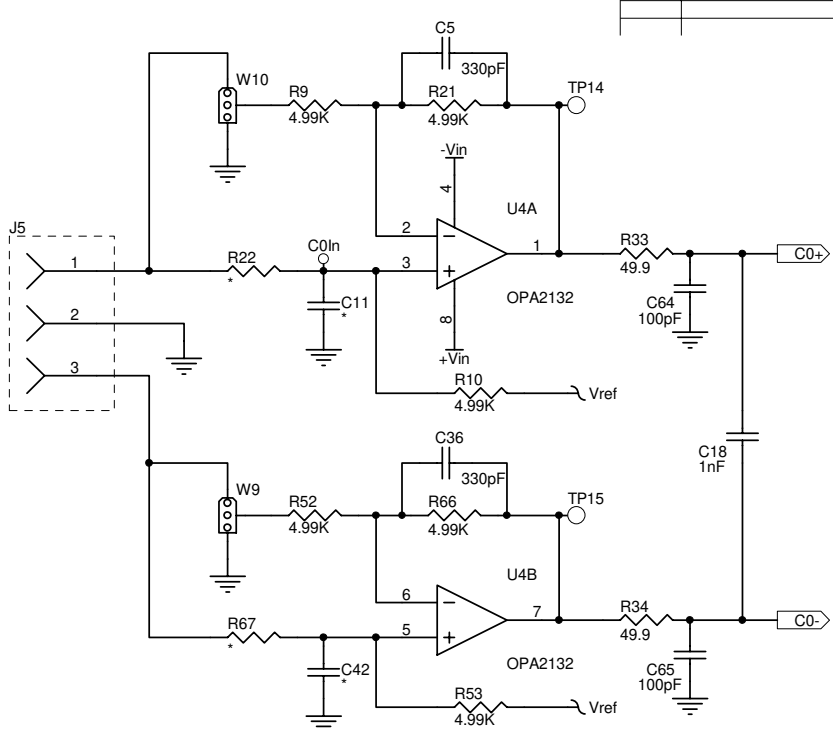 C5
330pF
W10
R9
4.99K
R21
4.99K
TP14
-Vin
4
U4A
J5
1
R22
*
C0In
2
3
1
R33
49.9
C0+
C11
*
8
OPA2132
C64
100pF
2
+Vin
3
R10
4.99K
Vref
C36
330pF
C18
1nF
W9
R52
4.99K
R66
4.99K
TP15
U4B
6
7
R67
*
5
R34
49.9
C0-
C42
*
OPA2132
C65
100pF
R53
4.99K
Vref